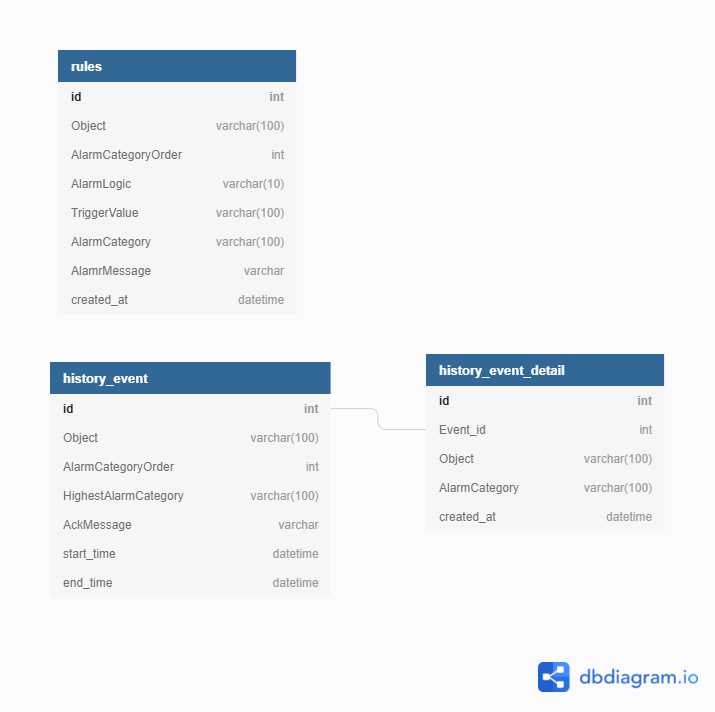 rules
id int
Object varchar(100)
AlarmCategoryOrder int
AlarmLogic varchar(10)
TriggerValue varchar(100)
AlarmCategory varchar(100)
AlamrMessage varchar
created_at datetime
history_event
id int
Object varchar(100)
AlarmCategoryOrder int
HighestAlarmCategory varchar(100)
AckMessage varchar
start_time datetime
end_time datetime
history_event_detail
id int
Event_id int
Object varchar(100)
AlarmCategory varchar(100)
created_at datetime
dbdiagram.io